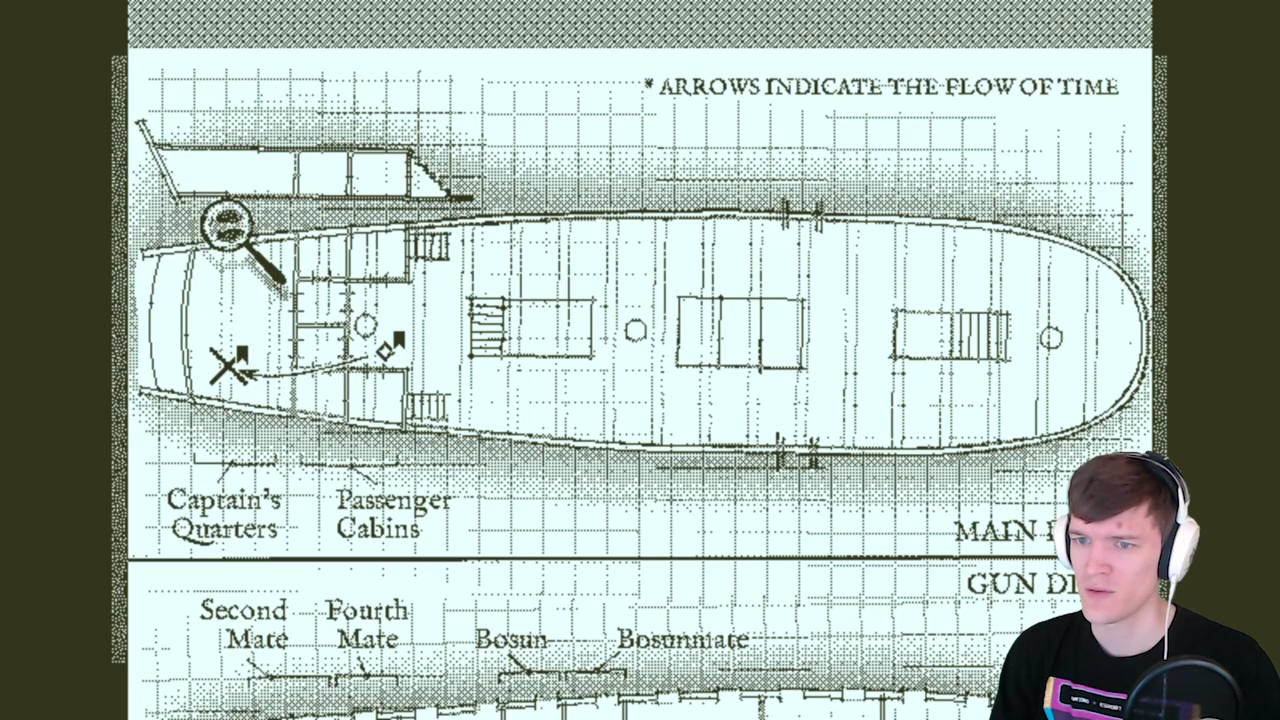 * ARROWS INDICATE THE FLOW OF TIME
Captain's
Quarters
Passenger
Cabins
MAIN
GUN
Second
Mate
Fourth
Mate
Bosun
Bosunmate